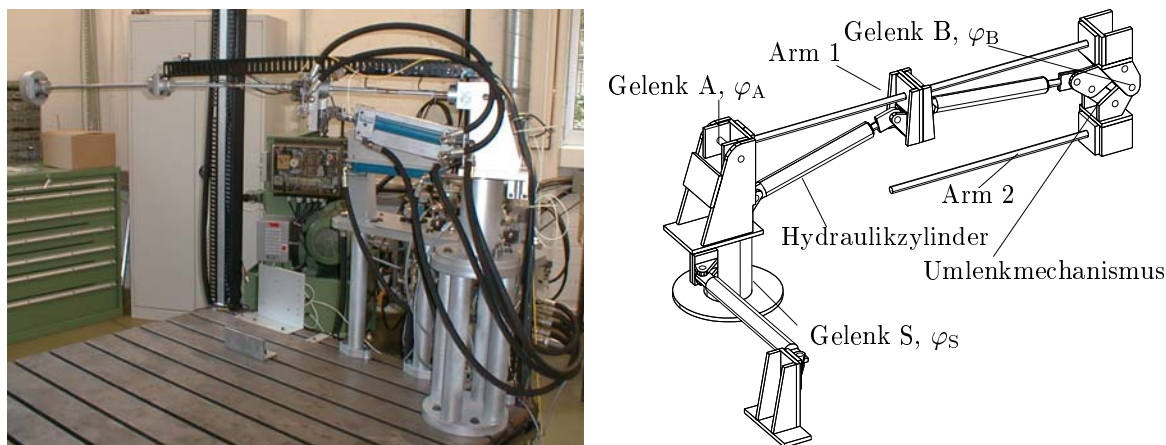 Gelenk B, φB
Arm 1
Gelenk A, φA
Arm 2
Hydraulikzylinder
Umlenkmechanismus
Gelenk S, φS